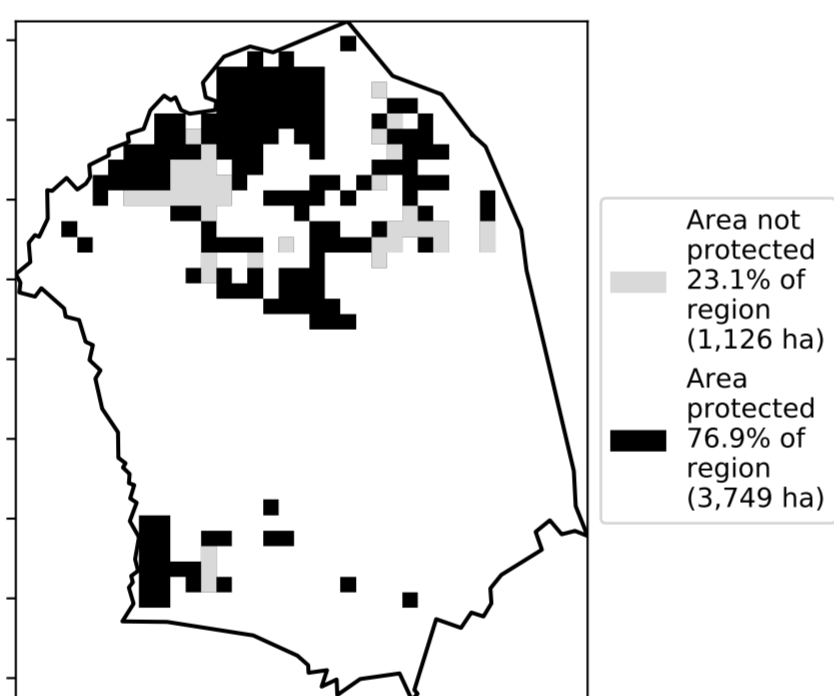 Area not
protected
23.1% of
region
(1,126 ha)
Area
protected
76.9% of
region
(3,749 ha)